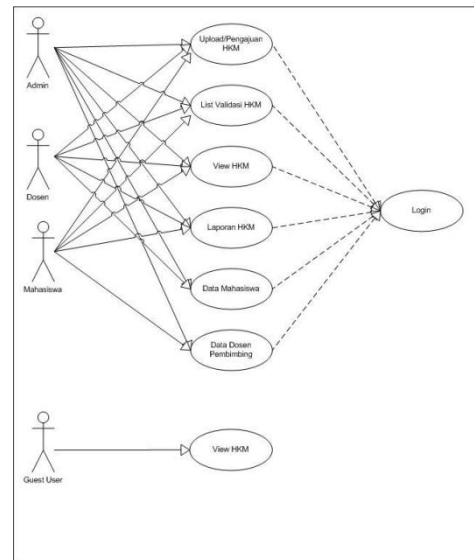 Upload/Pengajuan
HKM
Admin
List Validasi HKM
View HKM
Dosen
Login
Laporan HKM
Mahasiswa
Data Mahasiswa
Data Dosen
Pembimbing
View HKM
Guest User